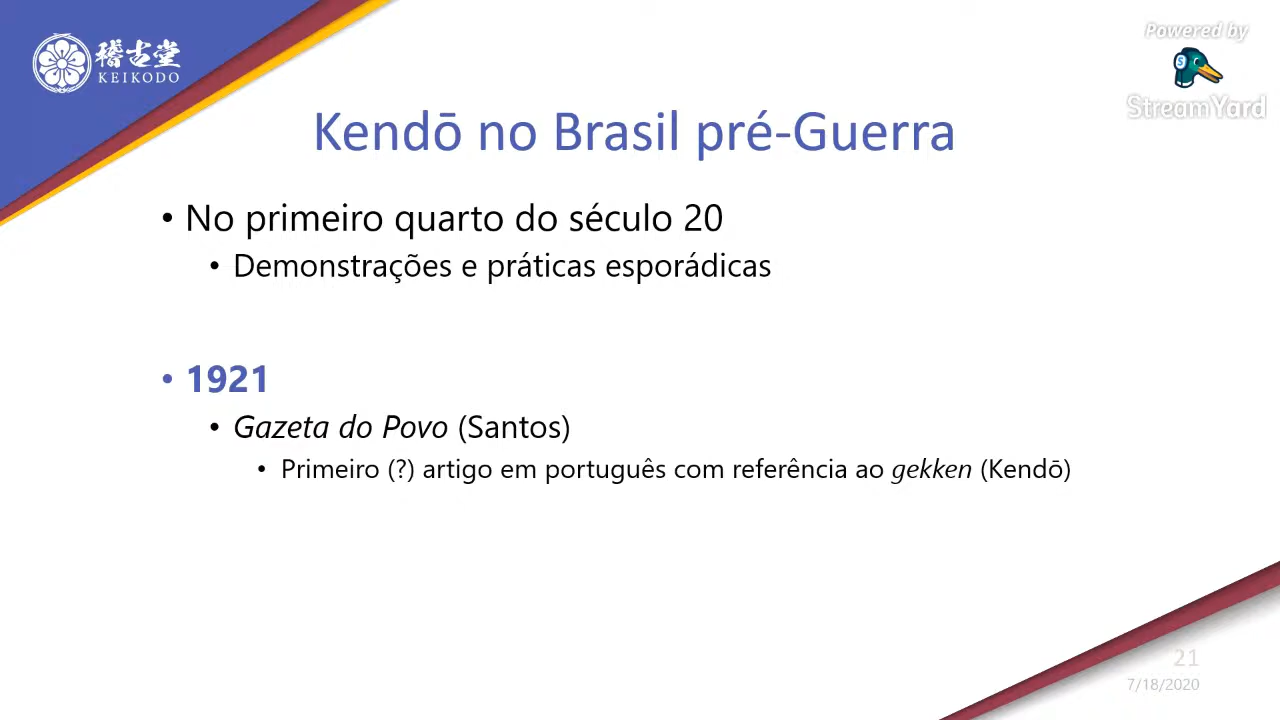 稽古堂
KEIKODO
Powered by
StreamYard
Kendō no Brasil pré-Guerra
• No primeiro quarto do século 20
• Demonstrações e práticas esporádicas
• 1921
• Gazeta do Povo (Santos)
• Primeiro (?) artigo em português com referência ao gekken (Kendō)
21
7/18/2020